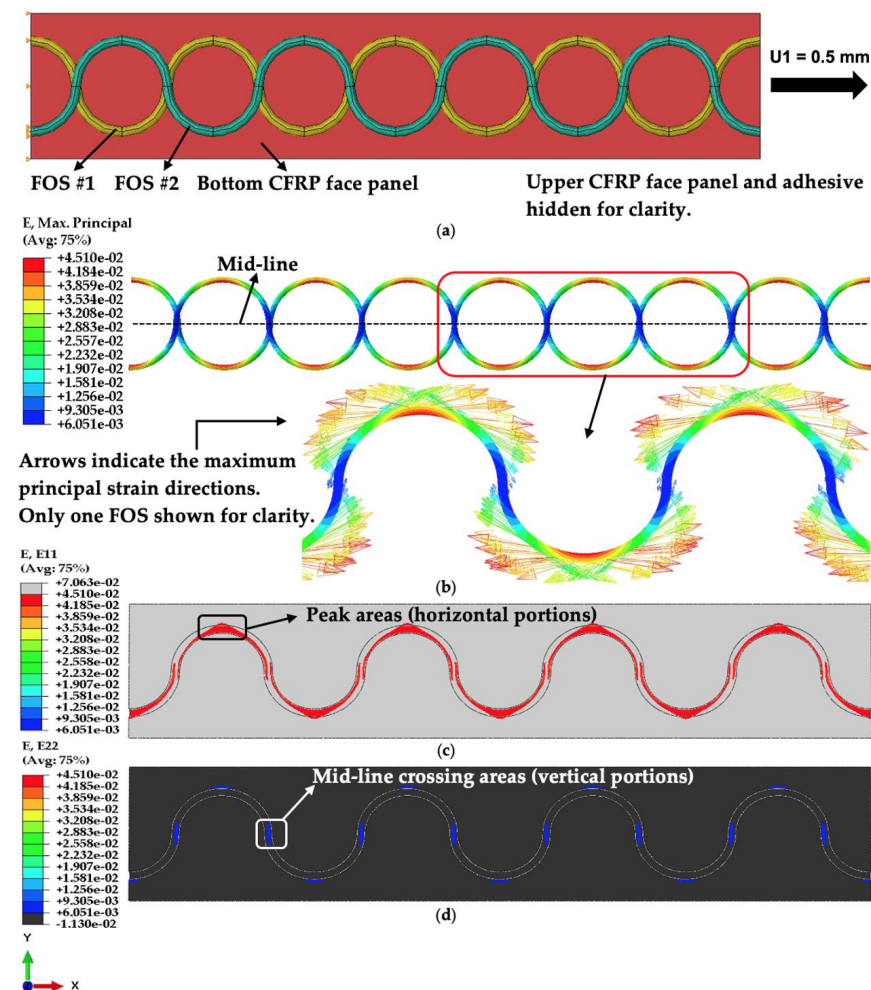 U1 = 0.5 mm
FOS #1
FOS #2
Bottom CFRP face panel
Upper CFRP face panel and adhesive
hidden for clarity.
(a)
E, Max. Principal
(Avg: 75%)
+4.510e-02
+4.184e-02
+3.859e-02
+3.534e-02
+3.208e-02
+2.883e-02
+2.557e-02
+2.232e-02
+1.907e-02
+1.581e-02
+1.256e-02
+9.305e-03
+6.051e-03
Mid-line
Arrows indicate the maximum
principal strain directions.
Only one FOS shown for clarity.
(b)
E, E11
(Avg: 75%)
+7.063e-02
+4.510e-02
+4.185e-02
+3.859e-02
+3.534e-02
+3.208e-02
+2.883e-02
+2.558e-02
+2.232e-02
+1.907e-02
+1.581e-02
+1.256e-02
+9.305e-03
+6.051e-03
Peak areas (horizontal portions)
(c)
E, E22
(Avg: 75%)
+4.510e-02
+4.185e-02
+3.859e-02
+3.534e-02
+3.208e-02
+2.883e-02
+2.558e-02
+2.232e-02
+1.907e-02
+1.581e-02
+1.256e-02
+9.305e-03
+6.051e-03
-1.130e-02
Mid-line crossing areas (vertical portions)
(d)
Y
X